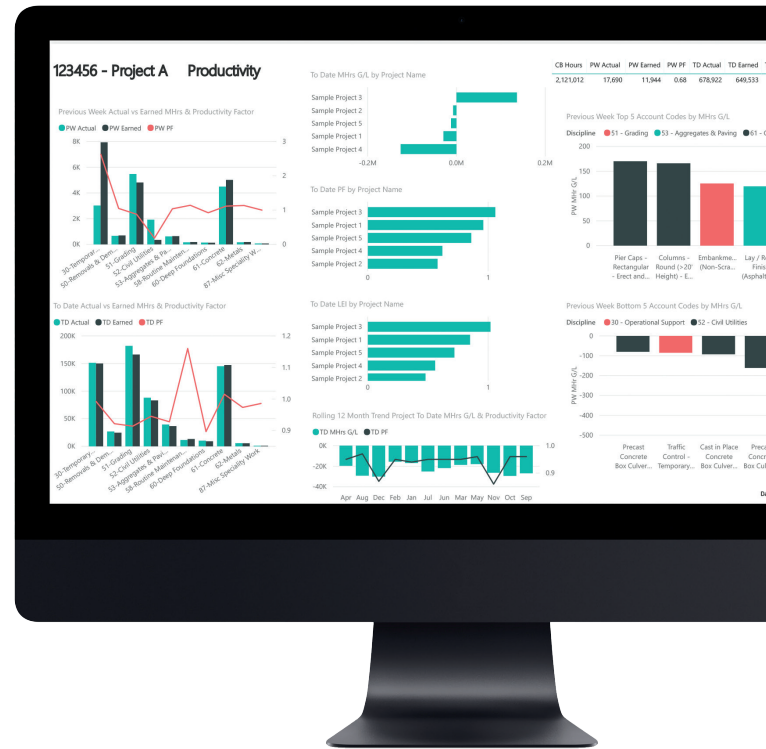 123456 - Project A Productivity
Previous Week Actual vs Earned MHrs & Productivity Factor
PW Actual PW Earned PW PF
8K
6K
4K
2K
0K
3
2
1
0
30-Temporar...
50-Removals & Dem...
51-Grading
52-Civil Utilities
53-Aggregates & Pa...
58-Routine Mainten...
60-Deep Foundations
61-Concrete
62-Metals
87-Misc Speciality W...
To Date Actual vs Earned MHrs & Productivity Factor
TD Actual TD Earned TD PF
200K
150K
100K
50K
0K
1.2
1.1
1.0
0.9
30-Temporary...
50-Removals & Dem...
51-Grading
52-Civil Utilities
53-Aggregates & Pavi...
58-Routine Maintenan...
60-Deep Foundations
61-Concrete
62-Metals
87-Misc Speciality Work
To Date MHrs G/L by Project Name
Sample Project 3
Sample Project 2
Sample Project 5
Sample Project 1
Sample Project 4
-0.2M 0.0M 0.2M
To Date PF by Project Name
Sample Project 3
Sample Project 1
Sample Project 5
Sample Project 4
Sample Project 2
0 1
To Date LEI by Project Name
Sample Project 3
Sample Project 1
Sample Project 5
Sample Project 4
Sample Project 2
0 1
Rolling 12 Month Trend Project To Date MHrs G/L & Productivity Factor
TD MHrs G/L TD PF
0K
-20K
-40K
1.0
0.9
Apr Aug Dec Feb Jan Jul Jun Mar May Nov Oct Sep
CB Hours PW Actual PW Earned PW PF TD Actual TD Earned
2,121,012 17,690 11,944 0.68 678,922 649,533
Previous Week Top 5 Account Codes by MHrs G/L
Discipline 51 - Grading 53 - Aggregates & Paving 61 - C
PW MHr G/L
200
150
100
50
0
Pier Caps - Rectangular - Erect and...
Columns - Round (>20' Height) - E...
Embankme... (Non-Scra...
Lay / R
Finis
(Asphalt
Previous Week Bottom 5 Account Codes by MHrs G/L
Discipline 30 - Operational Support 52 - Civil Utilities
PW MHr G/L
0
-100
-200
-300
-400
-500
Precast Concrete Box Culver...
Traffic Control - Temporary...
Cast in Place Concrete Box Culver...
Preca
Concr
Box Cul
Da